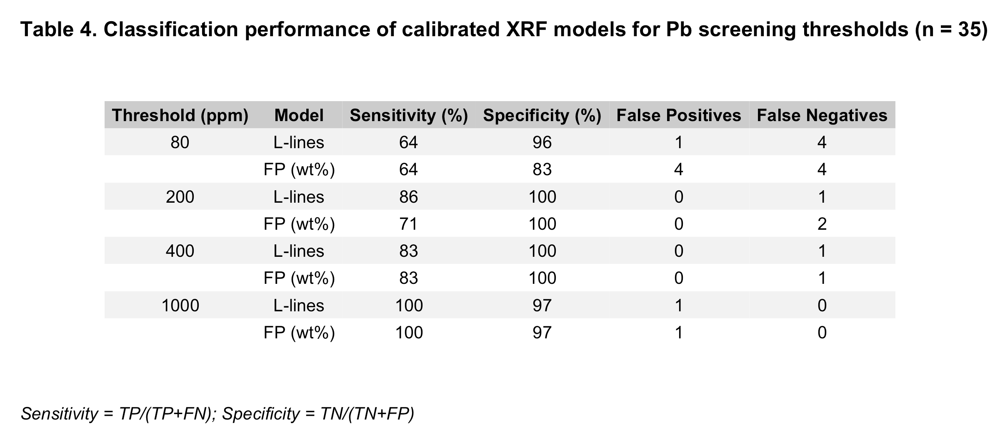 Table 4. Classification performance of calibrated XRF models for Pb screening thresholds (n = 35)
Threshold (ppm) Model Sensitivity (%) Specificity (%) False Positives False Negatives
80 L-lines 64 96 1 4
FP (wt%) 64 83 4 4
200 L-lines 86 100 0 1
FP (wt%) 71 100 0 2
400 L-lines 83 100 0 1
FP (wt%) 83 100 0 1
1000 L-lines 100 97 1 0
FP (wt%) 100 97 1 0
Sensitivity = TP/(TP+FN); Specificity = TN/(TN+FP)